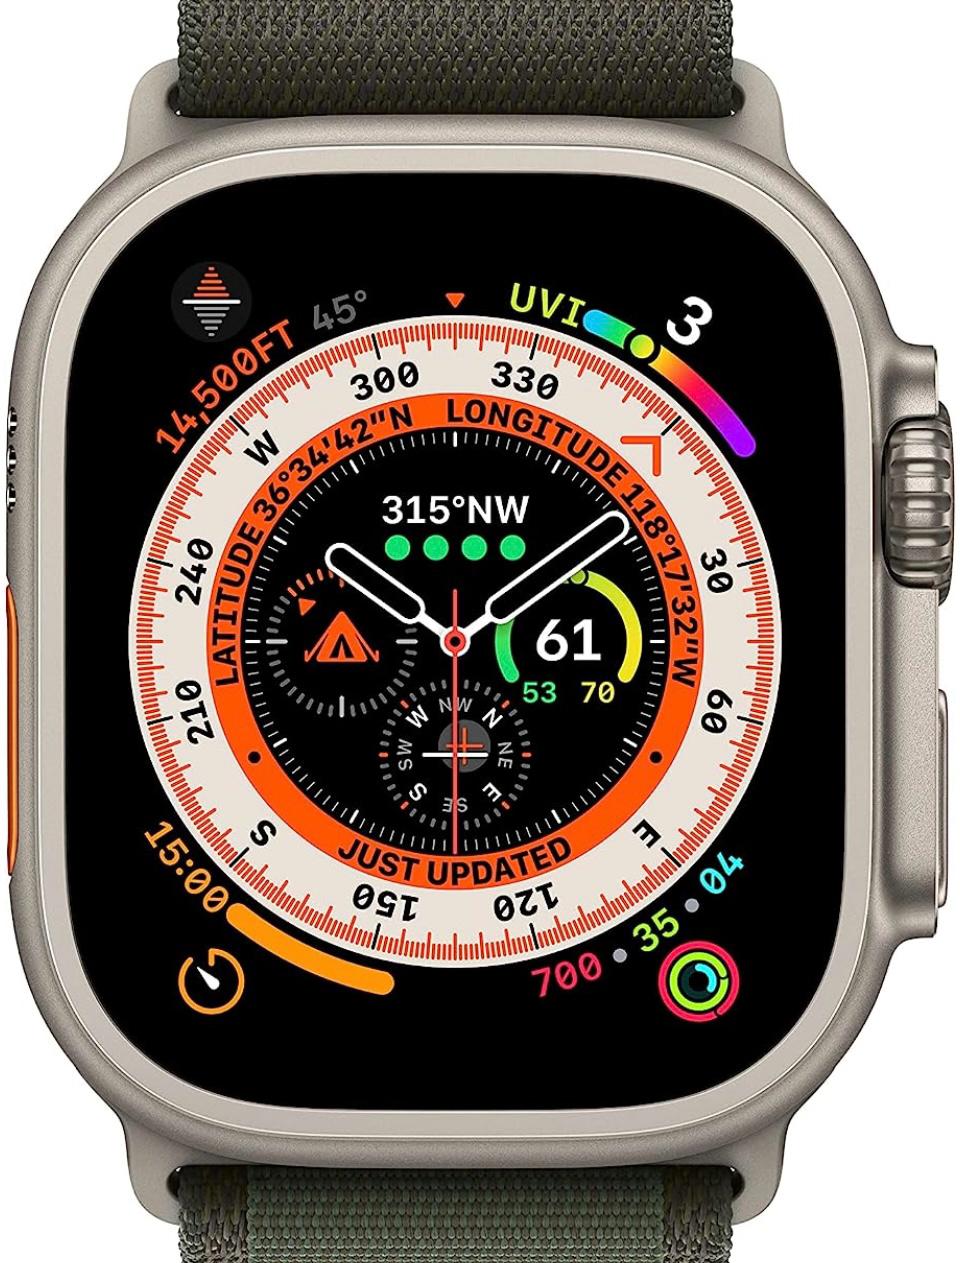 14,500FT 45°
UVI 3
300
330
30
60
E
120
150
S
210
240
W
LATITUDE 36°34'42"N LONGITUDE 118°17'32"W
315°NW
61
53 70
NW
N
NE
E
SE
S
SW
W
JUST UPDATED
15:00
700 • 35 • 04